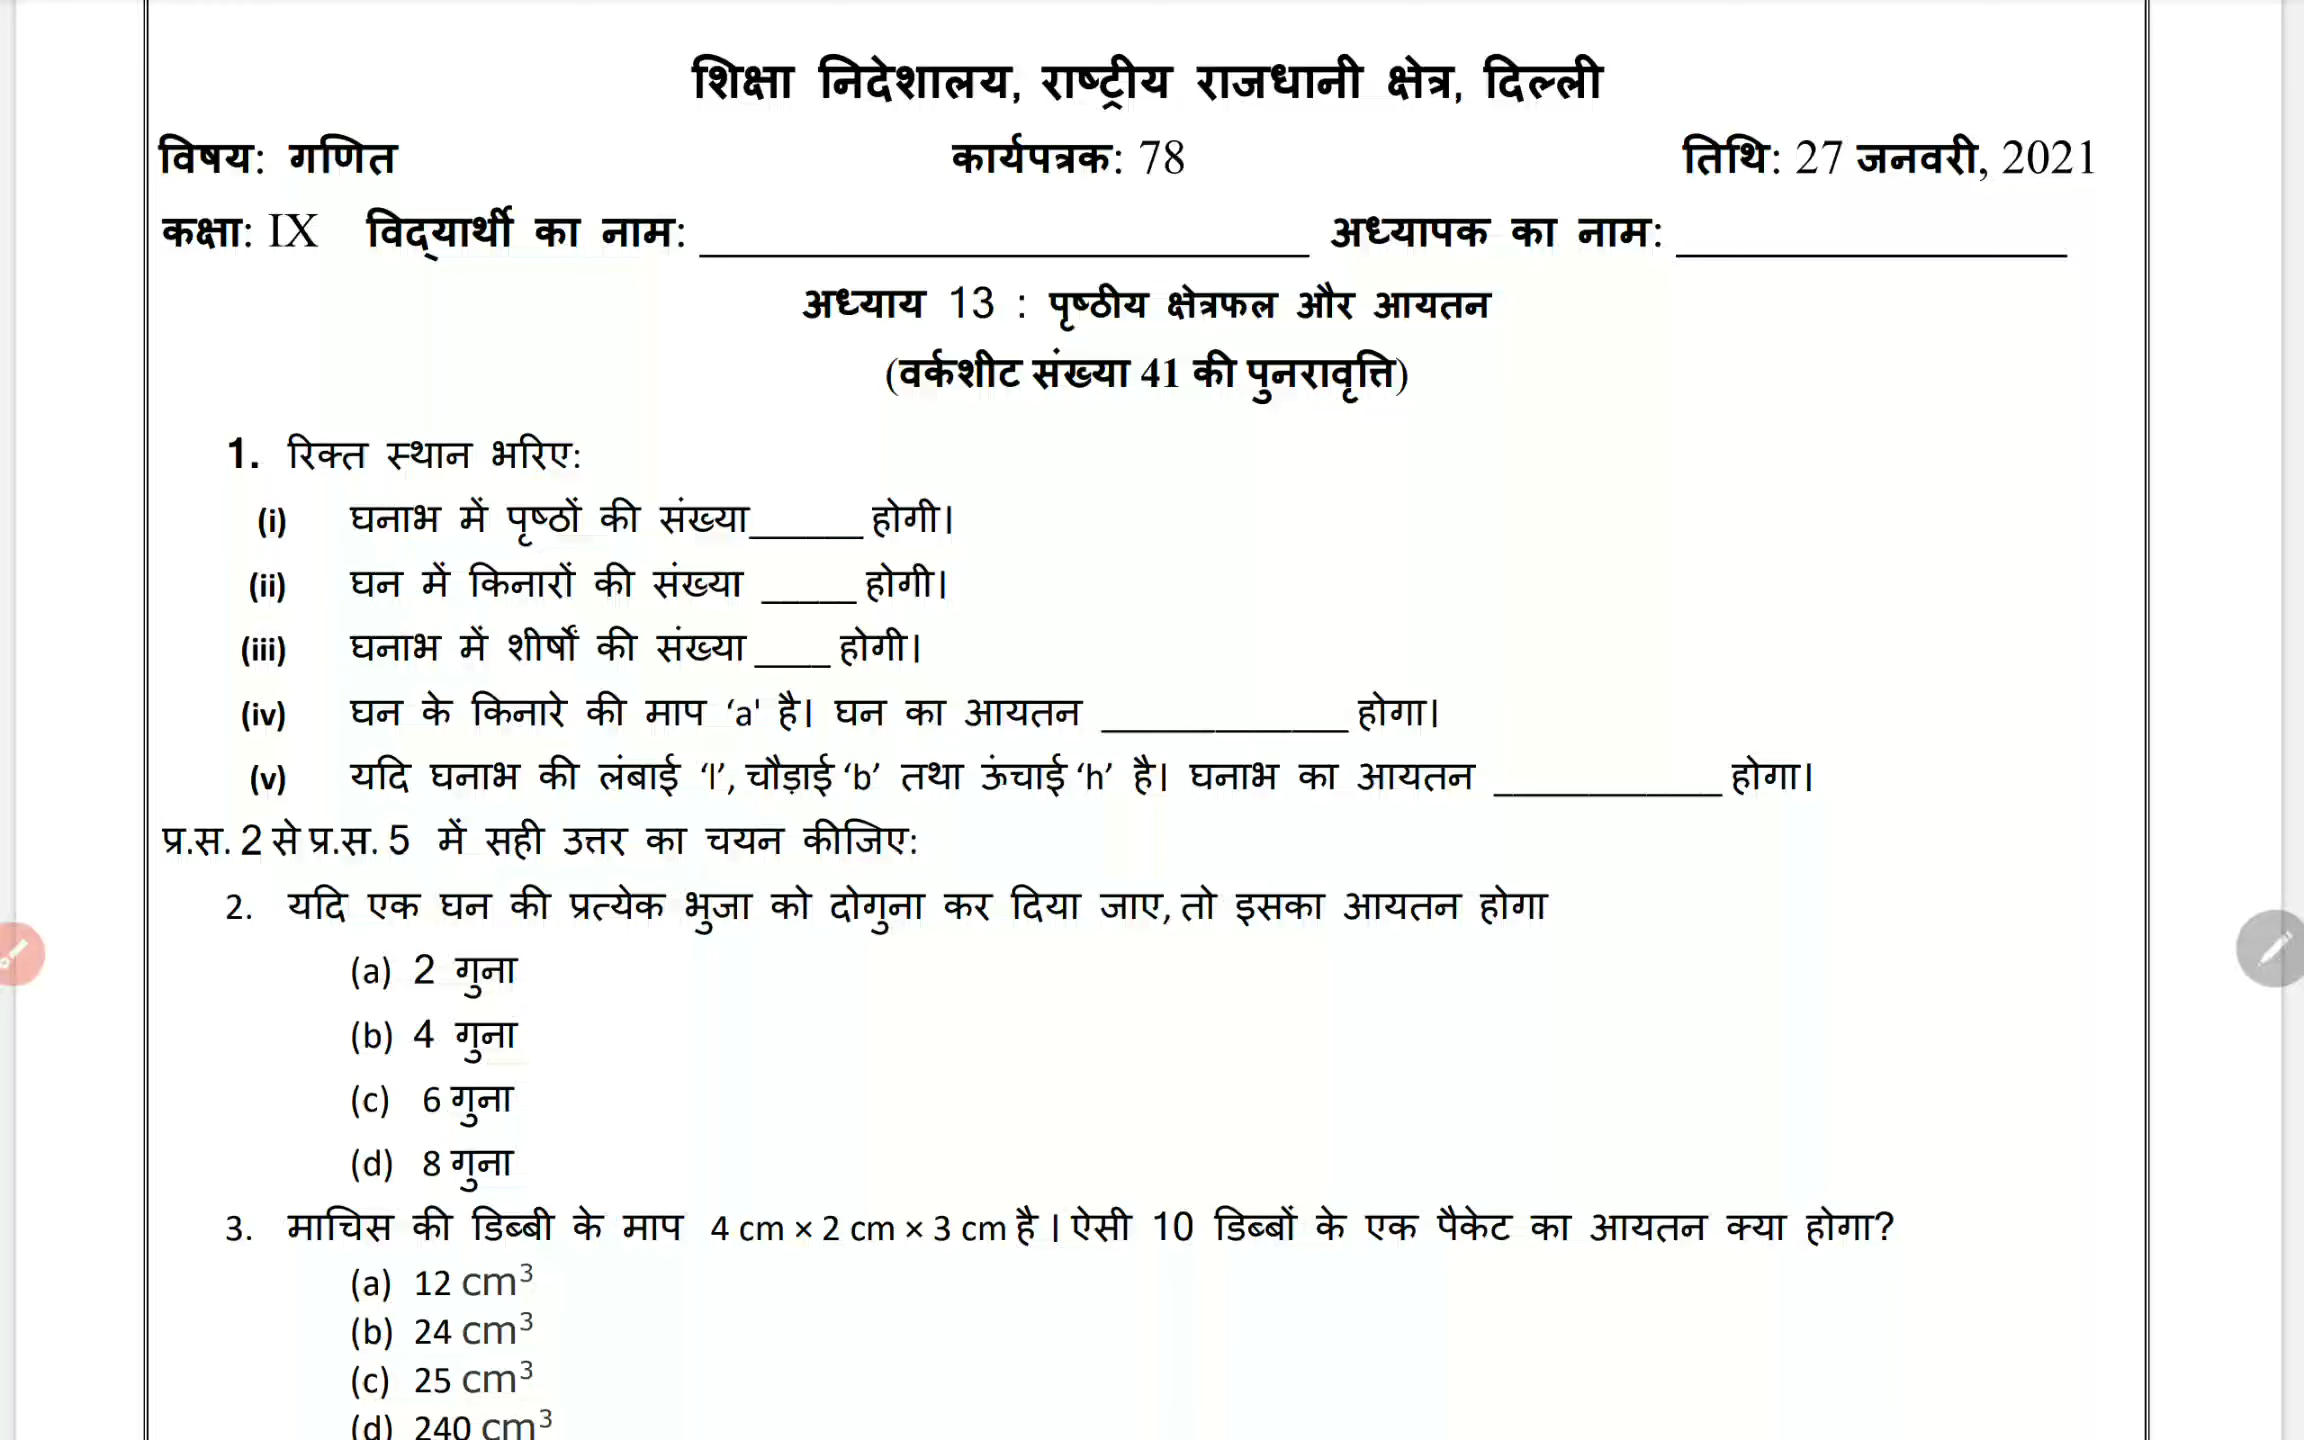 शिक्षा निदेशालय, राष्ट्रीय राजधानी क्षेत्र, दिल्ली
विषय: गणित कार्यपत्रक: 78 तिथि: 27 जनवरी, 2021
कक्षा: IX विद्यार्थी का नाम: ______________ अध्यापक का नाम: ______________
अध्याय 13 : पृष्ठीय क्षेत्रफल और आयतन
(वर्कशीट संख्या 41 की पुनरावृत्ति)
1. रिक्त स्थान भरिए:
(i) घनाभ में पृष्ठों की संख्या______ होगी।
(ii) घन में किनारों की संख्या _____ होगी।
(iii) घनाभ में शीर्षों की संख्या ____ होगी।
(iv) घन के किनारे की माप ‘a' है। घन का आयतन _____________ होगा।
(v) यदि घनाभ की लंबाई ‘l’, चौड़ाई ‘b’ तथा ऊंचाई ‘h’ है। घनाभ का आयतन ____________ होगा।
प्र.स. 2 से प्र.स. 5 में सही उत्तर का चयन कीजिए:
2. यदि एक घन की प्रत्येक भुजा को दोगुना कर दिया जाए, तो इसका आयतन होगा
(a) 2 गुना
(b) 4 गुना
(c) 6 गुना
(d) 8 गुना
3. माचिस की डिब्बी के माप 4 cm × 2 cm × 3 cm है । ऐसी 10 डिब्बों के एक पैकेट का आयतन क्या होगा?
(a) 12 cm³
(b) 24 cm³
(c) 25 cm³
(d) 240 cm³